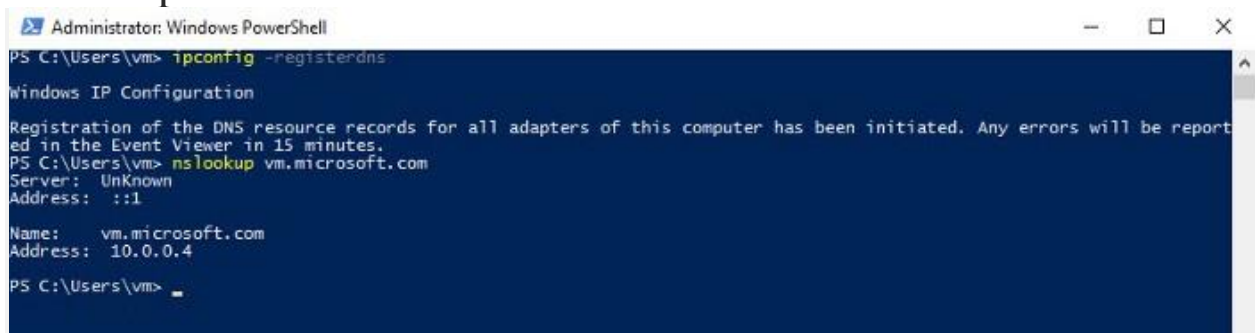 Administrator: Windows PowerShell
PS C:\Users\vm> ipconfig -registerdns
Windows IP Configuration
Registration of the DNS resource records for all adapters of this computer has been initiated. Any errors will be report
ed in the Event Viewer in 15 minutes.
PS C:\Users\vm> nslookup vm.microsoft.com
Server:  UnKnown
Address:  ::1
Name:    vm.microsoft.com
Address:  10.0.0.4
PS C:\Users\vm> _